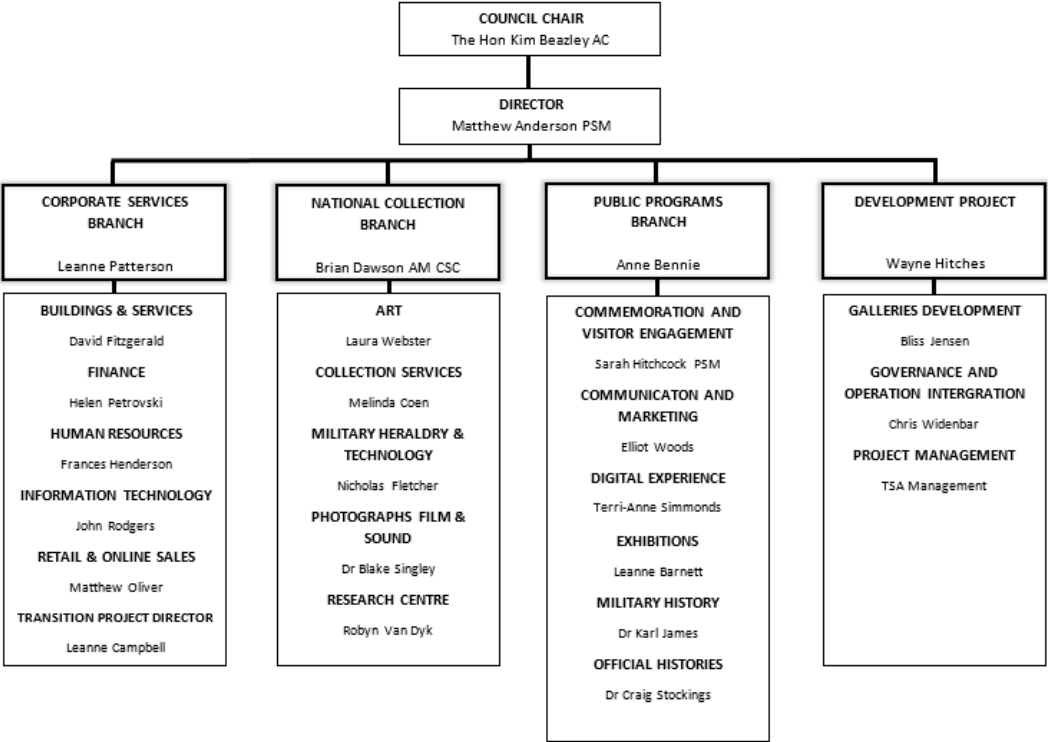 COUNCIL CHAIR
The Hon Kim Beazley AC
DIRECTOR
Matthew Anderson PSM
CORPORATE SERVICES
BRANCH
Leanne Patterson
BUILDINGS & SERVICES
David Fitzgerald
FINANCE
Helen Petrovski
HUMAN RESOURCES
Frances Henderson
INFORMATION TECHNOLOGY
John Rodgers
RETAIL & ONLINE SALES
Matthew Oliver
TRANSITION PROJECT DIRECTOR
Leanne Campbell
NATIONAL COLLECTION
BRANCH
Brian Dawson AM CSC
ART
Laura Webster
COLLECTION SERVICES
Melinda Coen
MILITARY HERALDRY &
TECHNOLOGY
Nicholas Fletcher
PHOTOGRAPHS FILM &
SOUND
Dr Blake Singley
RESEARCH CENTRE
Robyn Van Dyk
PUBLIC PROGRAMS
BRANCH
Anne Bennie
COMMEMORATION AND
VISITOR ENGAGEMENT
Sarah Hitchcock PSM
COMMUNICATON AND
MARKETING
Elliot Woods
DIGITAL EXPERIENCE
Terri-Anne Simmonds
EXHIBITIONS
Leanne Barnett
MILITARY HISTORY
Dr Karl James
OFFICIAL HISTORIES
Dr Craig Stockings
DEVELOPMENT PROJECT
Wayne Hitches
GALLERIES DEVELOPMENT
Bliss Jensen
GOVERNANCE AND
OPERATION INTERGRATION
Chris Widenbar
PROJECT MANAGEMENT
TSA Management